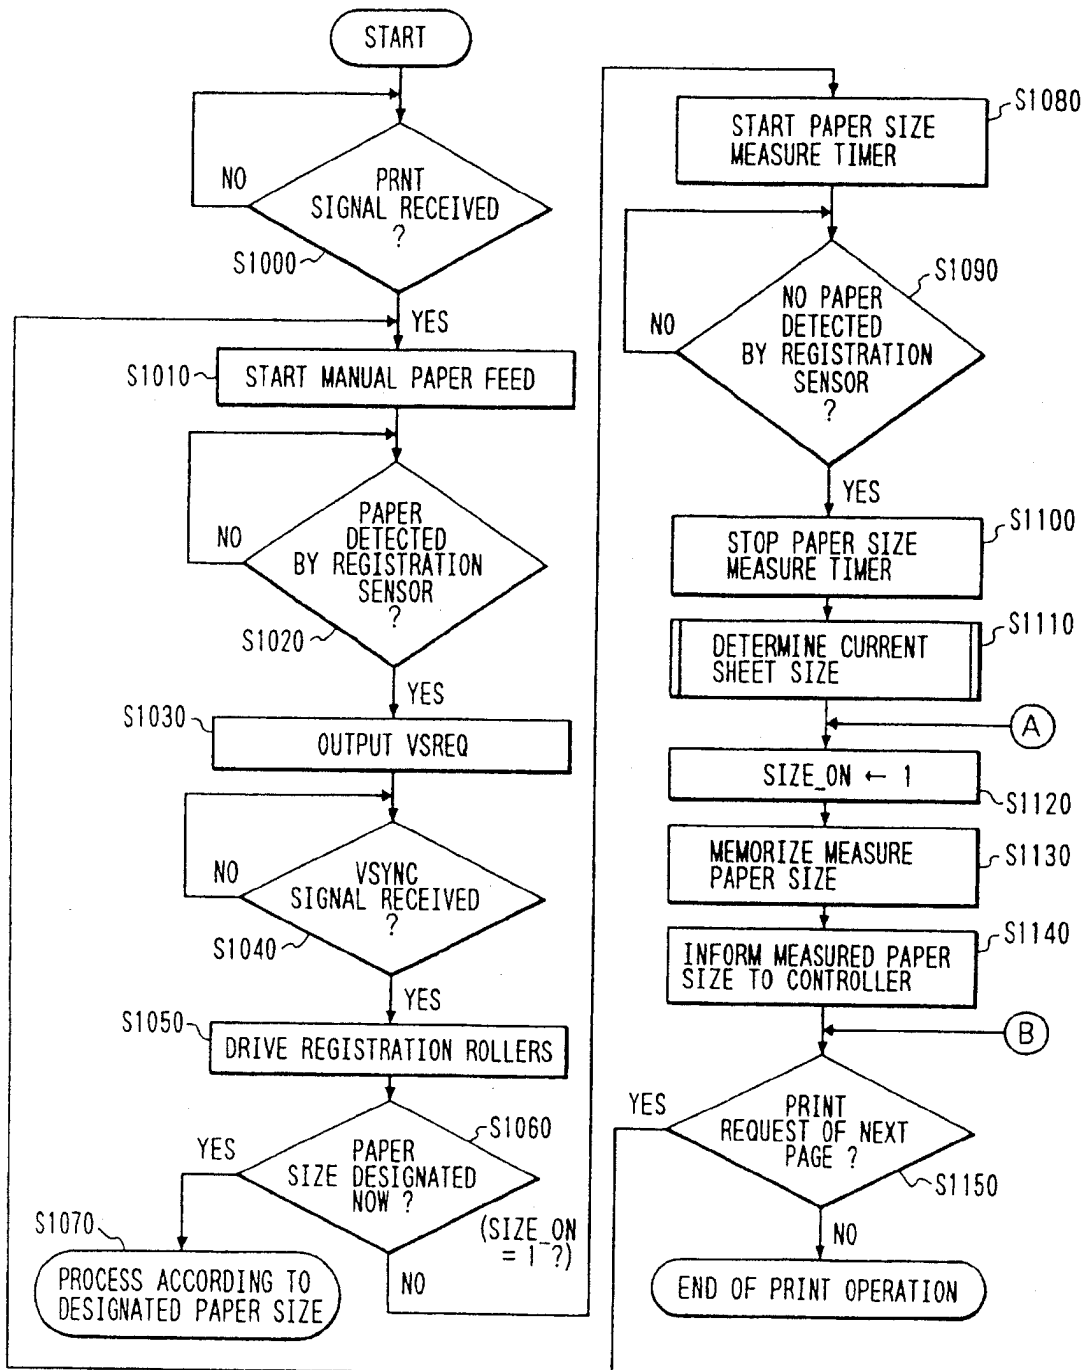 START
PRNT
SIGNAL RECEIVED
?
NO
S1000
YES
S1010
START MANUAL PAPER FEED
PAPER
DETECTED
BY REGISTRATION
SENSOR
?
NO
S1020
YES
S1030
OUTPUT VSREQ
VSYNC
SIGNAL RECEIVED
?
NO
S1040
YES
S1050
DRIVE REGISTRATION ROLLERS
S1060
YES
PAPER
SIZE DESIGNATED
NOW ?
(SIZE_ON
= 1 ?)
NO
S1070
PROCESS ACCORDING TO
DESIGNATED PAPER SIZE
S1080
START PAPER SIZE
MEASURE TIMER
S1090
NO PAPER
DETECTED
BY REGISTRATION
SENSOR
?
NO
YES
S1100
STOP PAPER SIZE
MEASURE TIMER
S1110
DETERMINE CURRENT
SHEET SIZE
A
SIZE_ON ← 1
S1120
MEMORIZE MEASURE
PAPER SIZE
S1130
S1140
INFORM MEASURED PAPER
SIZE TO CONTROLLER
B
YES
PRINT
REQUEST OF NEXT
PAGE ?
S1150
NO
END OF PRINT OPERATION